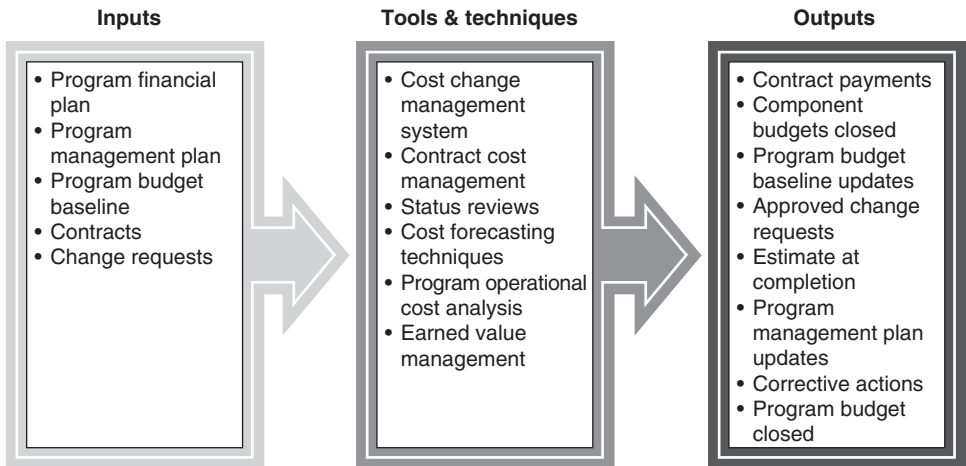 Inputs
• Program financial
plan
• Program
management plan
• Program budget
baseline
• Contracts
• Change requests
Tools & techniques
• Cost change
management
system
• Contract cost
management
• Status reviews
• Cost forecasting
techniques
• Program operational
cost analysis
• Earned value
management
Outputs
• Contract payments
• Component
budgets closed
• Program budget
baseline updates
• Approved change
requests
• Estimate at
completion
• Program
management plan
updates
• Corrective actions
• Program budget
closed